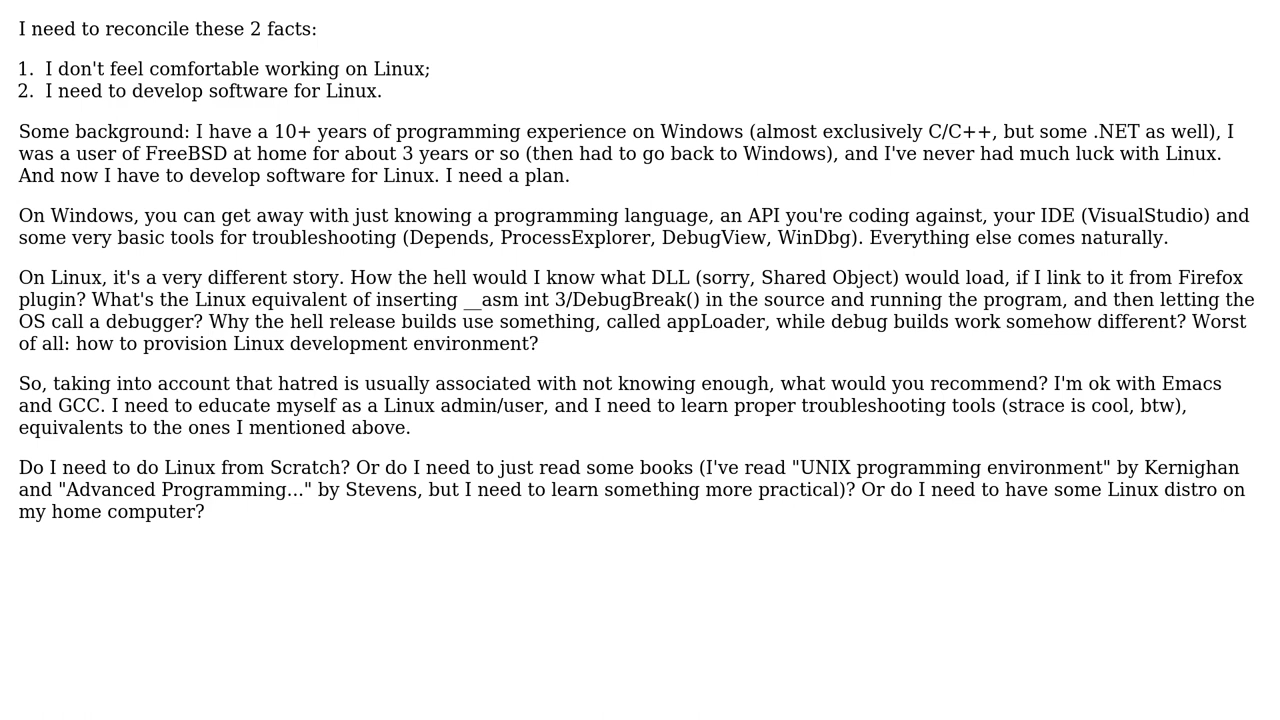 I need to reconcile these 2 facts:
1. I don't feel comfortable working on Linux;
2. I need to develop software for Linux.
Some background: I have a 10+ years of programming experience on Windows (almost exclusively C/C++, but some .NET as well), I
was a user of FreeBSD at home for about 3 years or so (then had to go back to Windows), and I've never had much luck with Linux.
And now I have to develop software for Linux. I need a plan.
On Windows, you can get away with just knowing a programming language, an API you're coding against, your IDE (VisualStudio) and
some very basic tools for troubleshooting (Depends, ProcessExplorer, DebugView, WinDbg). Everything else comes naturally.
On Linux, it's a very different story. How the hell would I know what DLL (sorry, Shared Object) would load, if I link to it from Firefox
plugin? What's the Linux equivalent of inserting __asm int 3/DebugBreak() in the source and running the program, and then letting the
OS call a debugger? Why the hell release builds use something, called appLoader, while debug builds work somehow different? Worst
of all: how to provision Linux development environment?
So, taking into account that hatred is usually associated with not knowing enough, what would you recommend? I'm ok with Emacs
and GCC. I need to educate myself as a Linux admin/user, and I need to learn proper troubleshooting tools (strace is cool, btw),
equivalents to the ones I mentioned above.
Do I need to do Linux from Scratch? Or do I need to just read some books (I've read "UNIX programming environment" by Kernighan
and "Advanced Programming..." by Stevens, but I need to learn something more practical)? Or do I need to have some Linux distro on
my home computer?